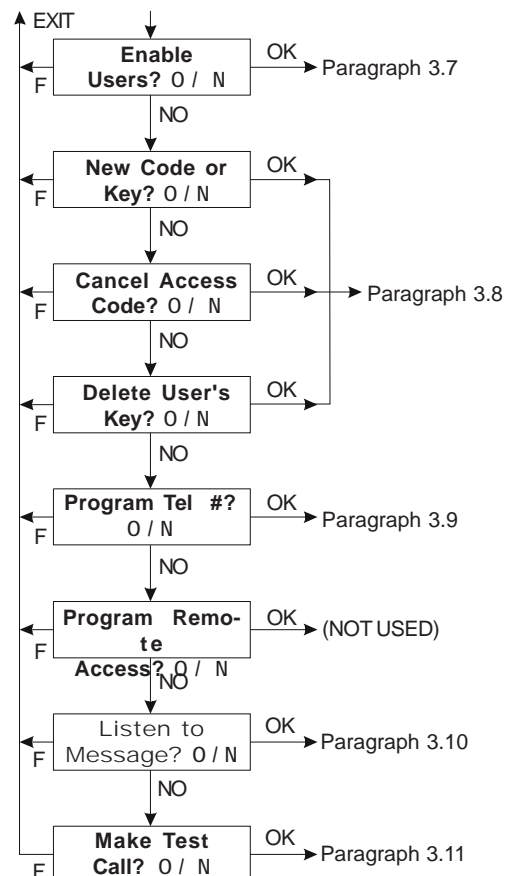 EXIT
Enable
Users? O / N
OK
Paragraph 3.7
F
NO
New Code or
Key? O / N
OK
F
NO
Cancel Access
Code? O / N
OK
Paragraph 3.8
F
NO
Delete User's
Key? O / N
OK
F
NO
Program Tel #?
O / N
OK
Paragraph 3.9
F
NO
Program Remo-
te
Access? O / N
OK
(NOT USED)
F
NO
Listen to
Message? O / N
OK
Paragraph 3.10
F
NO
Make Test
Call? O / N
OK
Paragraph 3.11
F